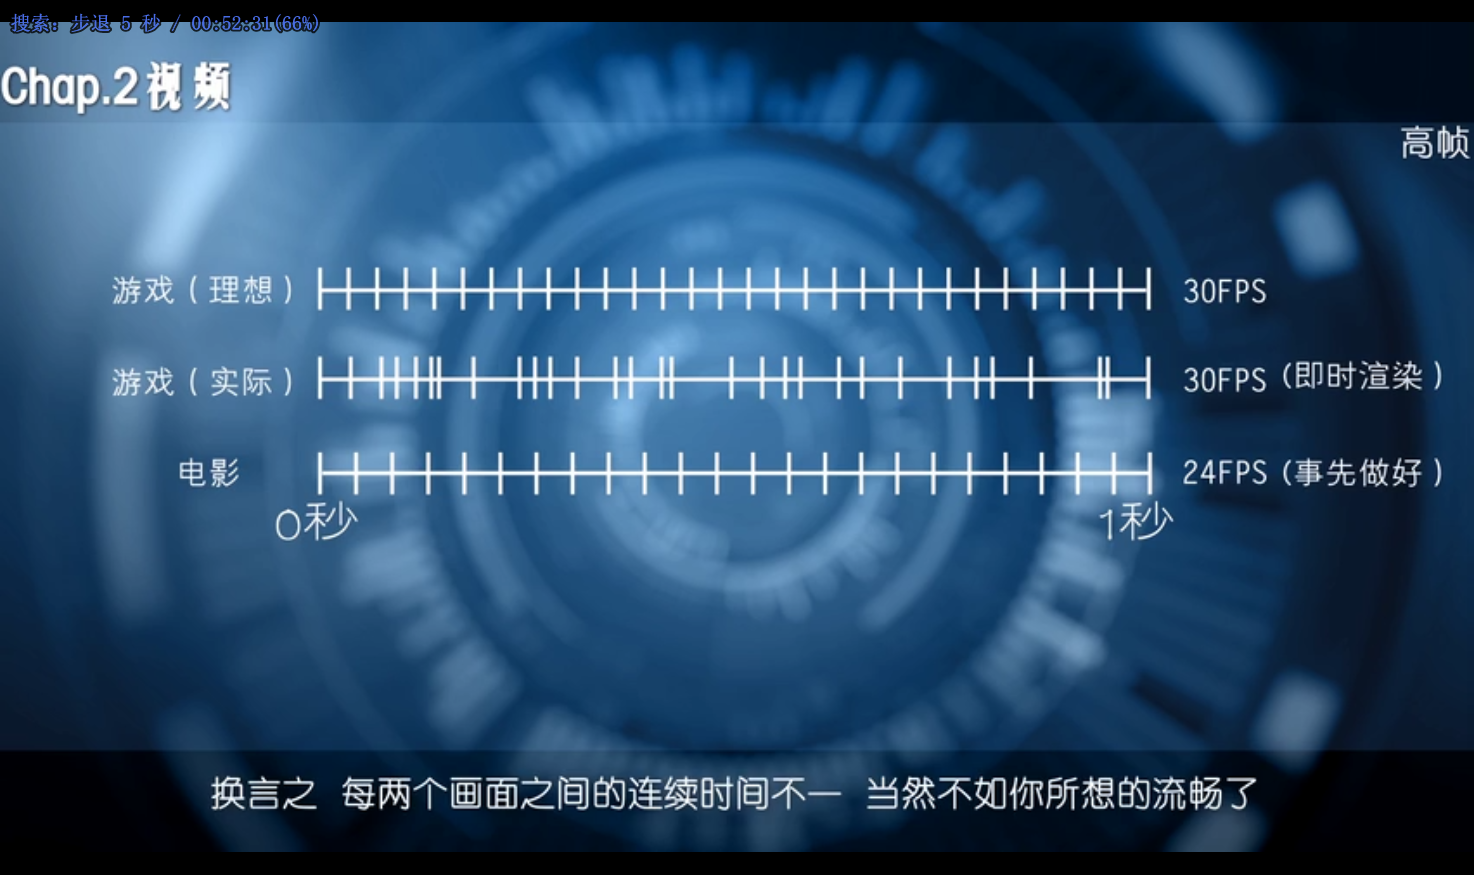 搜索: 步退 5 秒 / 00:52:31(66%)
Chap.2 视频
高帧
游戏（理想） 30FPS
游戏（实际） 30FPS（即时渲染）
电影 24FPS（事先做好）
0秒 1秒
换言之 每两个画面之间的连续时间不一 当然不如你所想的流畅了